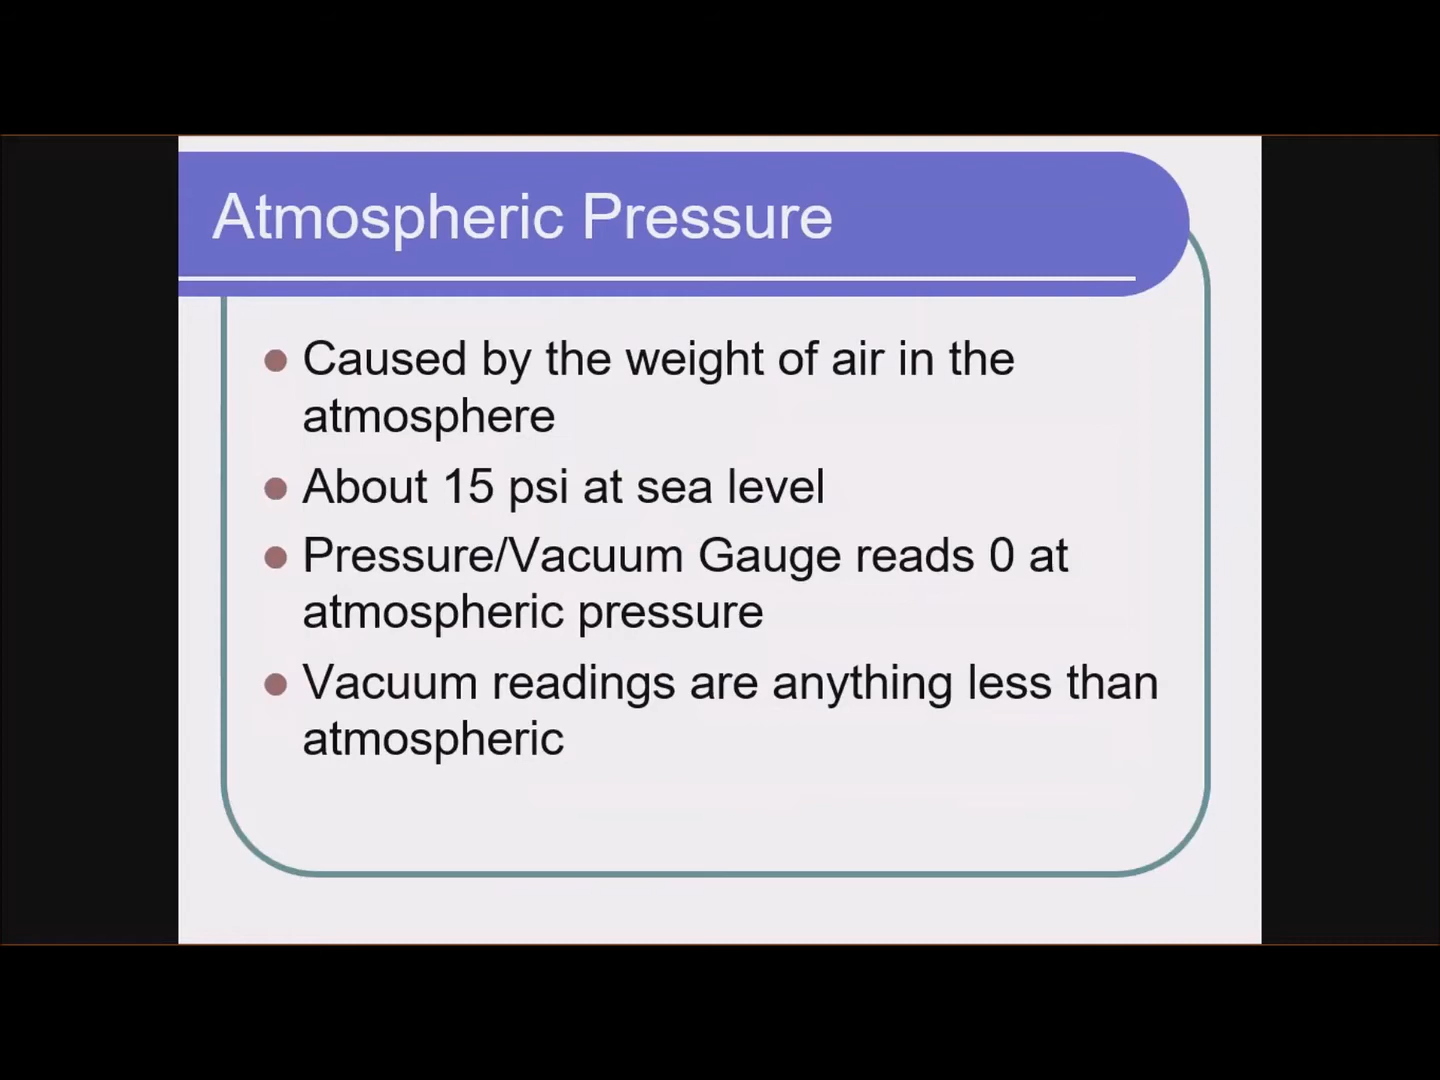 Atmospheric Pressure
Caused by the weight of air in the
atmosphere
About 15 psi at sea level
Pressure/Vacuum Gauge reads 0 at
atmospheric pressure
Vacuum readings are anything less than
atmospheric